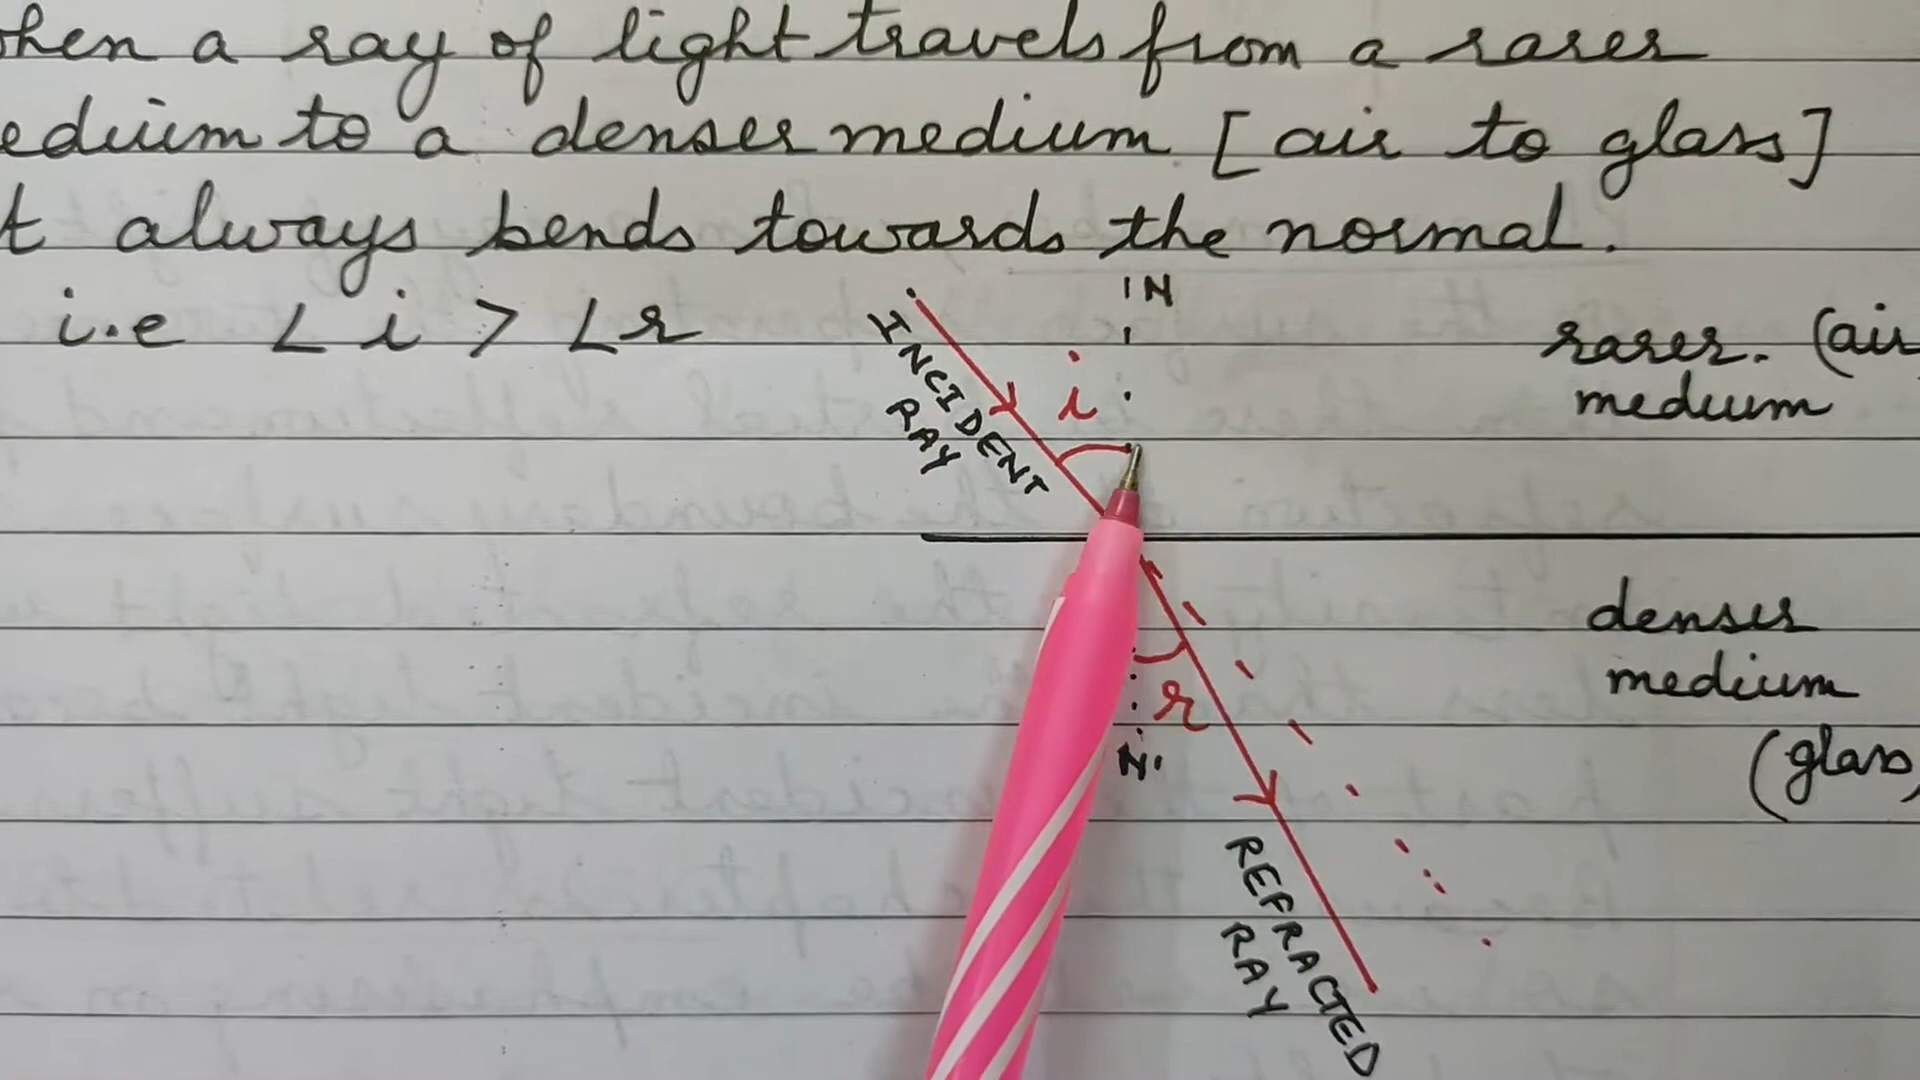 hen a ray of light travels from a rarer
edium to a denser medium [air to glass]
t always bends towards the normal.
i.e ∠i > ∠r
N
INCIDENT
RAY
i
rarer. (air
medium
denser
medium
(glass)
r
N
REFRACTED
RAY